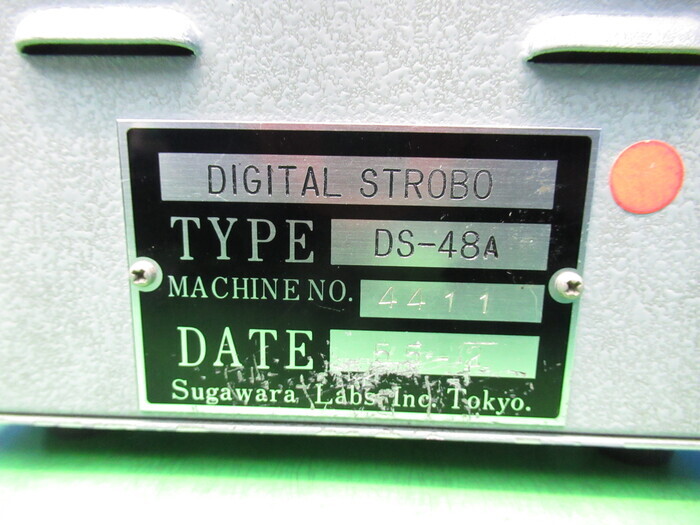 DIGITAL STROBO
TYPE DS-48A
MACHINE NO. 4411
DATE
Sugawara Labs. Inc. Tokyo.